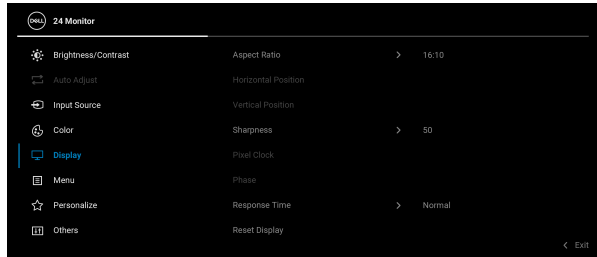 DELL 24 Monitor
Brightness/Contrast Aspect Ratio > 16:10
Auto Adjust Horizontal Position
Input Source Vertical Position
Color Sharpness > 50
Display Pixel Clock
Menu Phase
Personalize Response Time > Normal
Others Reset Display
< Exit